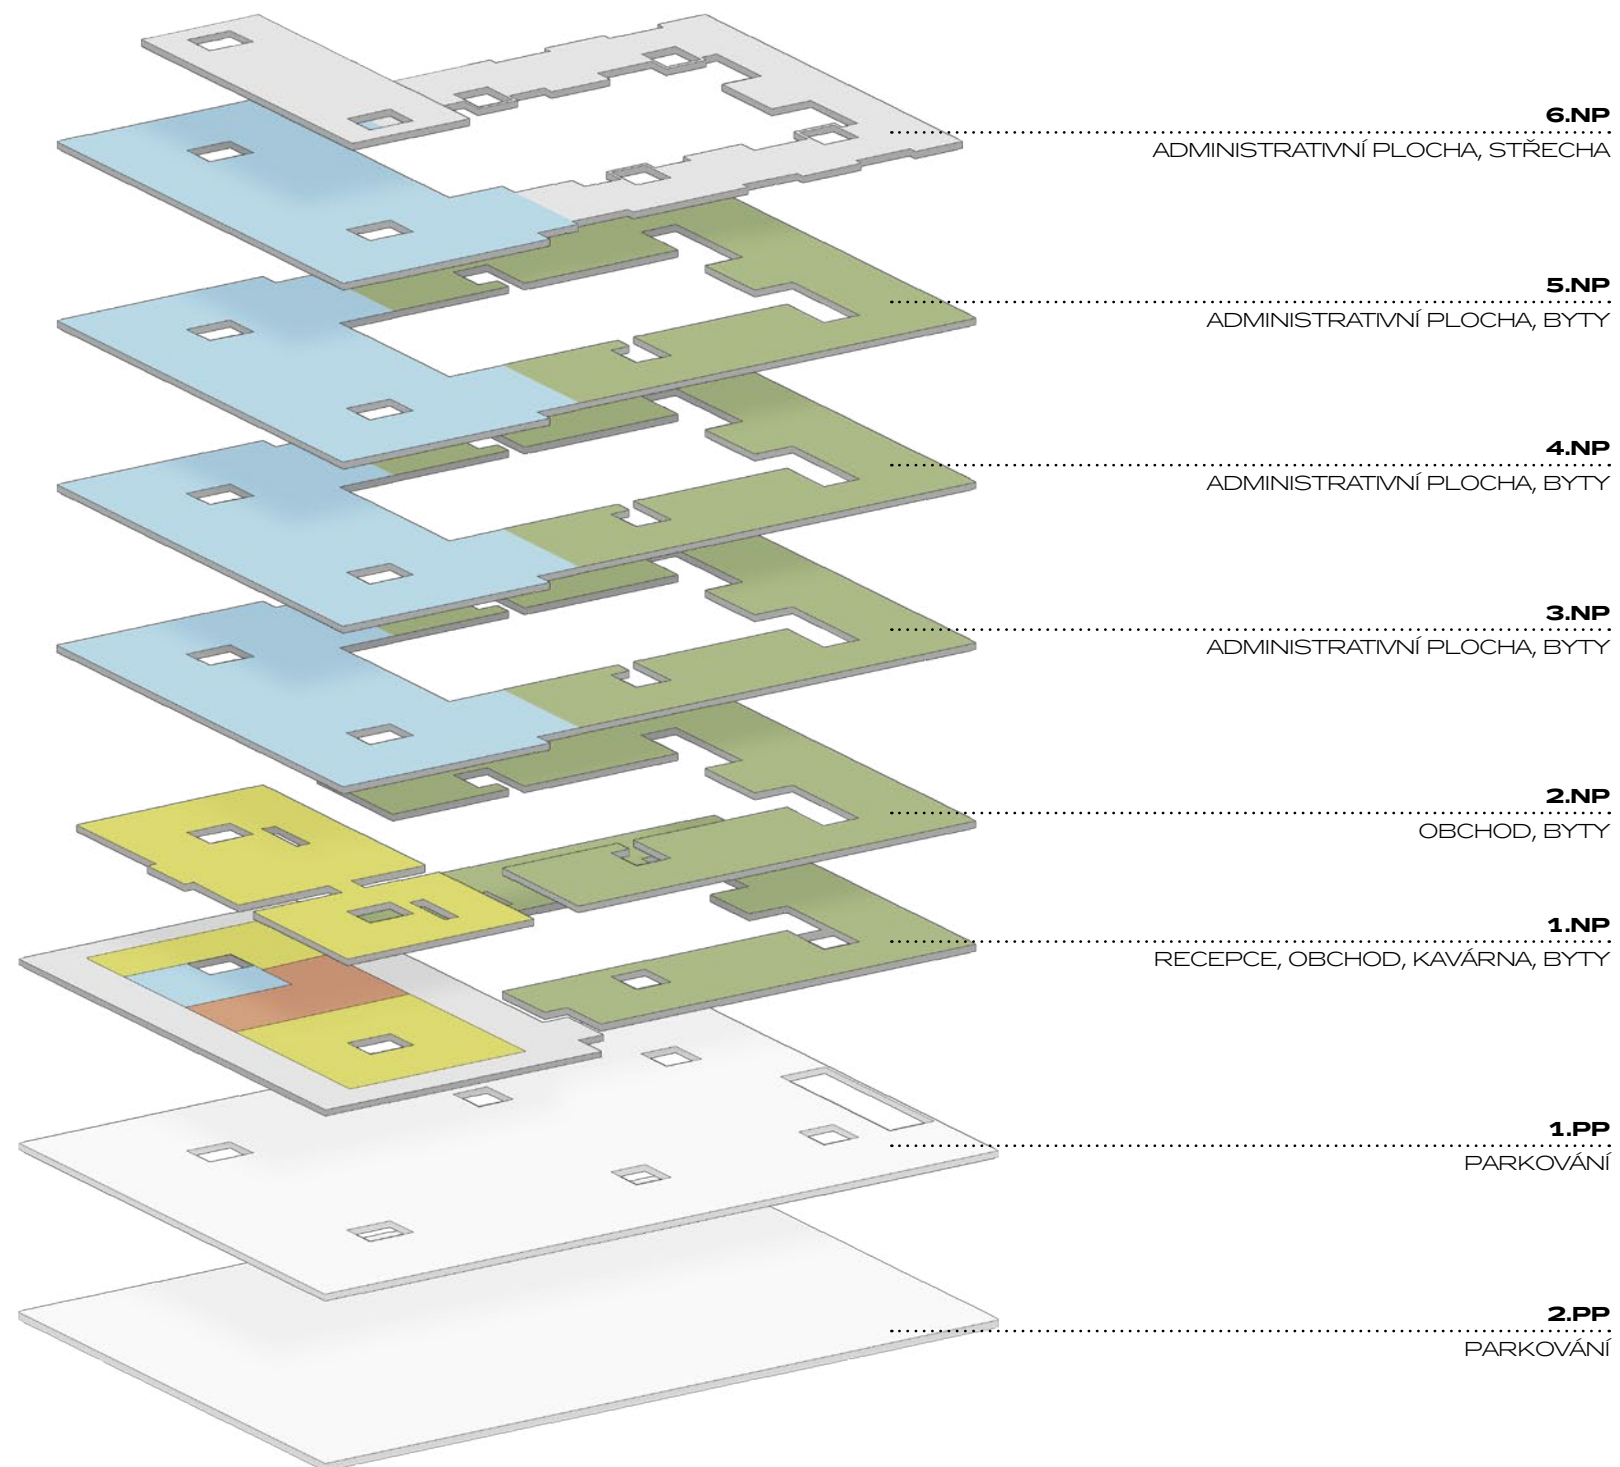 6.NP
ADMINISTRATIVNÍ PLOCHA, STŘECHA
5.NP
ADMINISTRATIVNÍ PLOCHA, BYTY
4.NP
ADMINISTRATIVNÍ PLOCHA, BYTY
3.NP
ADMINISTRATIVNÍ PLOCHA, BYTY
2.NP
OBCHOD, BYTY
1.NP
RECEPCE, OBCHOD, KAVÁRNA, BYTY
1.PP
PARKOVÁNÍ
2.PP
PARKOVÁNÍ